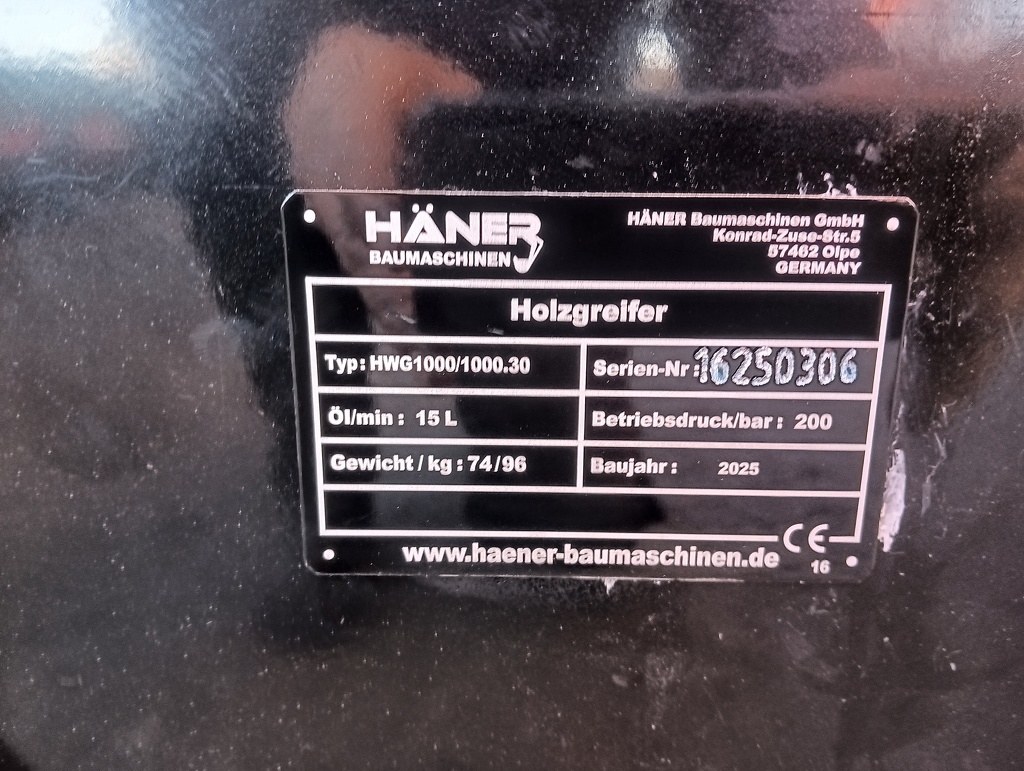 HÄNER
BAUMASCHINEN
HÄNER Baumaschinen GmbH
Konrad-Zuse-Str.5
57462 Olpe
GERMANY
Holzgreifer
Typ: HWG1000/1000.30
Serien-Nr: 16250306
Öl/min: 15 L
Betriebsdruck/bar: 200
Gewicht/kg: 74/96
Baujahr: 2025
CE
16
www.haener-baumaschinen.de